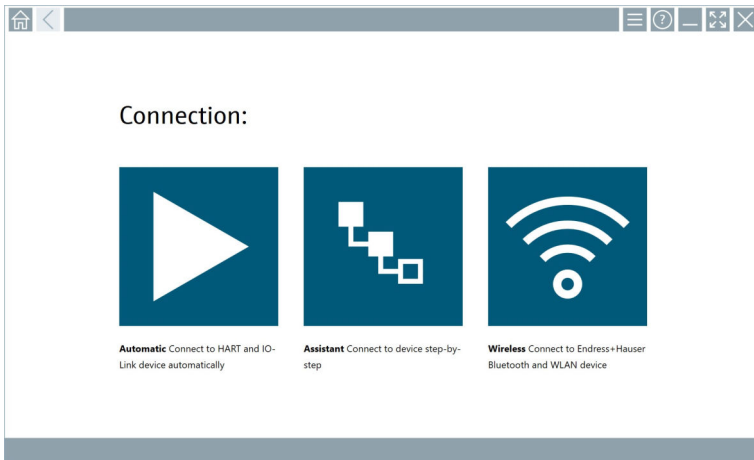 Connection:
Automatic Connect to HART and IO-
Link device automatically
Assistant Connect to device step-by-
step
Wireless Connect to Endress+Hauser
Bluetooth and WLAN device